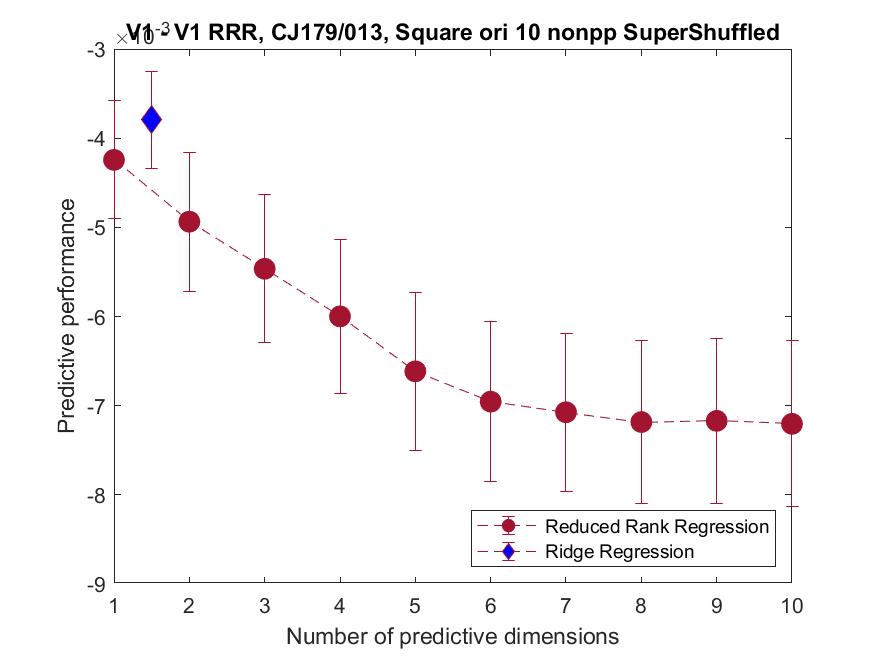 V1 - V1 RRR, CJ179/013, Square ori 10 nonpp SuperShuffled
×10-3
-3
-4
-5
-6
-7
-8
-9
Predictive performance
Reduced Rank Regression
Ridge Regression
1 2 3 4 5 6 7 8 9 10
Number of predictive dimensions